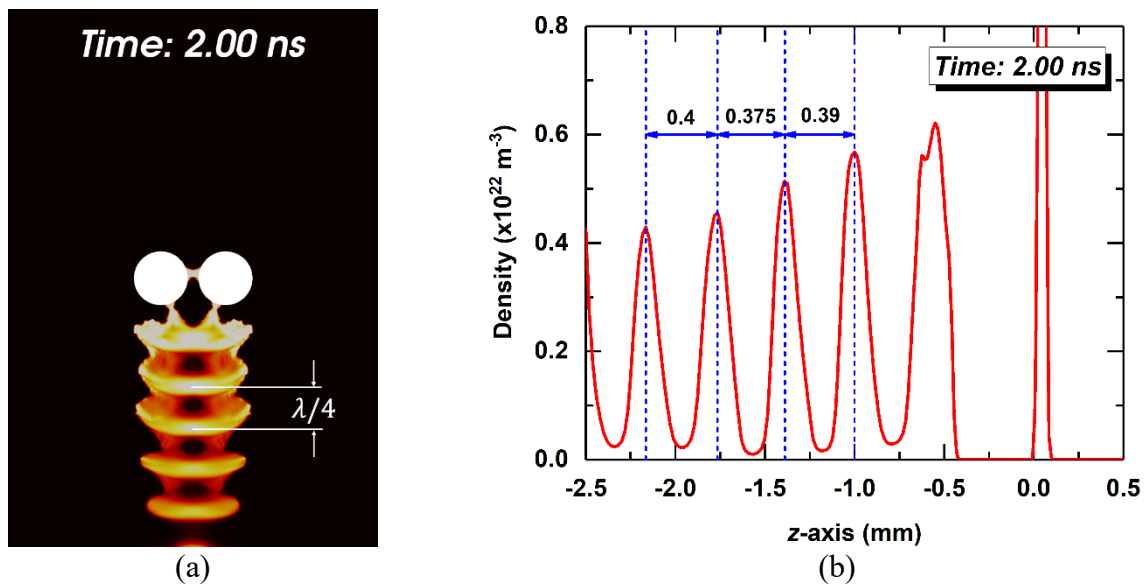 Time: 2.00 ns
λ/4
(a)
0.8
0.6
0.4
0.2
0.0
Density (x10²² m⁻³)
Time: 2.00 ns
0.4
0.375
0.39
-2.5
-2.0
-1.5
-1.0
-0.5
0.0
0.5
z-axis (mm)
(b)